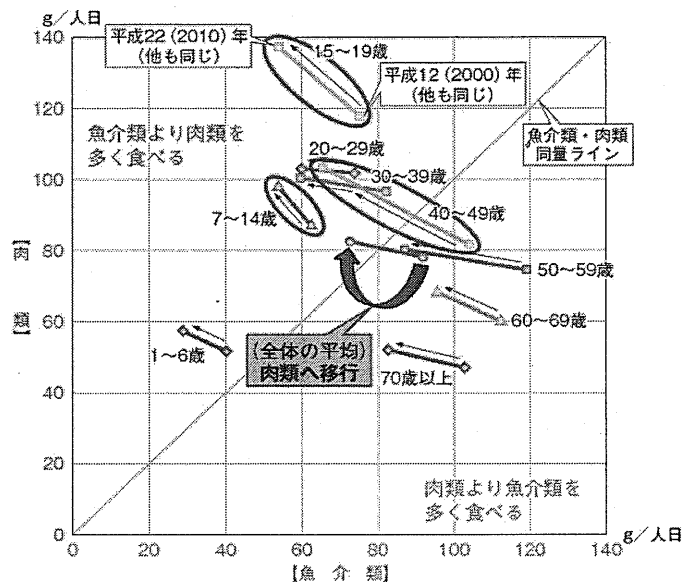 g/人日
140
120
100
80
60
40
20
0
【肉 類】
平成22(2010)年
(他も同じ)
15~19歳
平成12(2000)年
(他も同じ)
魚介類・肉類
同量ライン
魚介類より肉類を
多く食べる
20~29歳
30~39歳
7~14歳
40~49歳
50~59歳
60~69歳
1~6歳
(全体の平均)
肉類へ移行
70歳以上
肉類より魚介類を
多く食べる
g/人日
0 20 40 60 80 100 120 140
【魚 介 類】